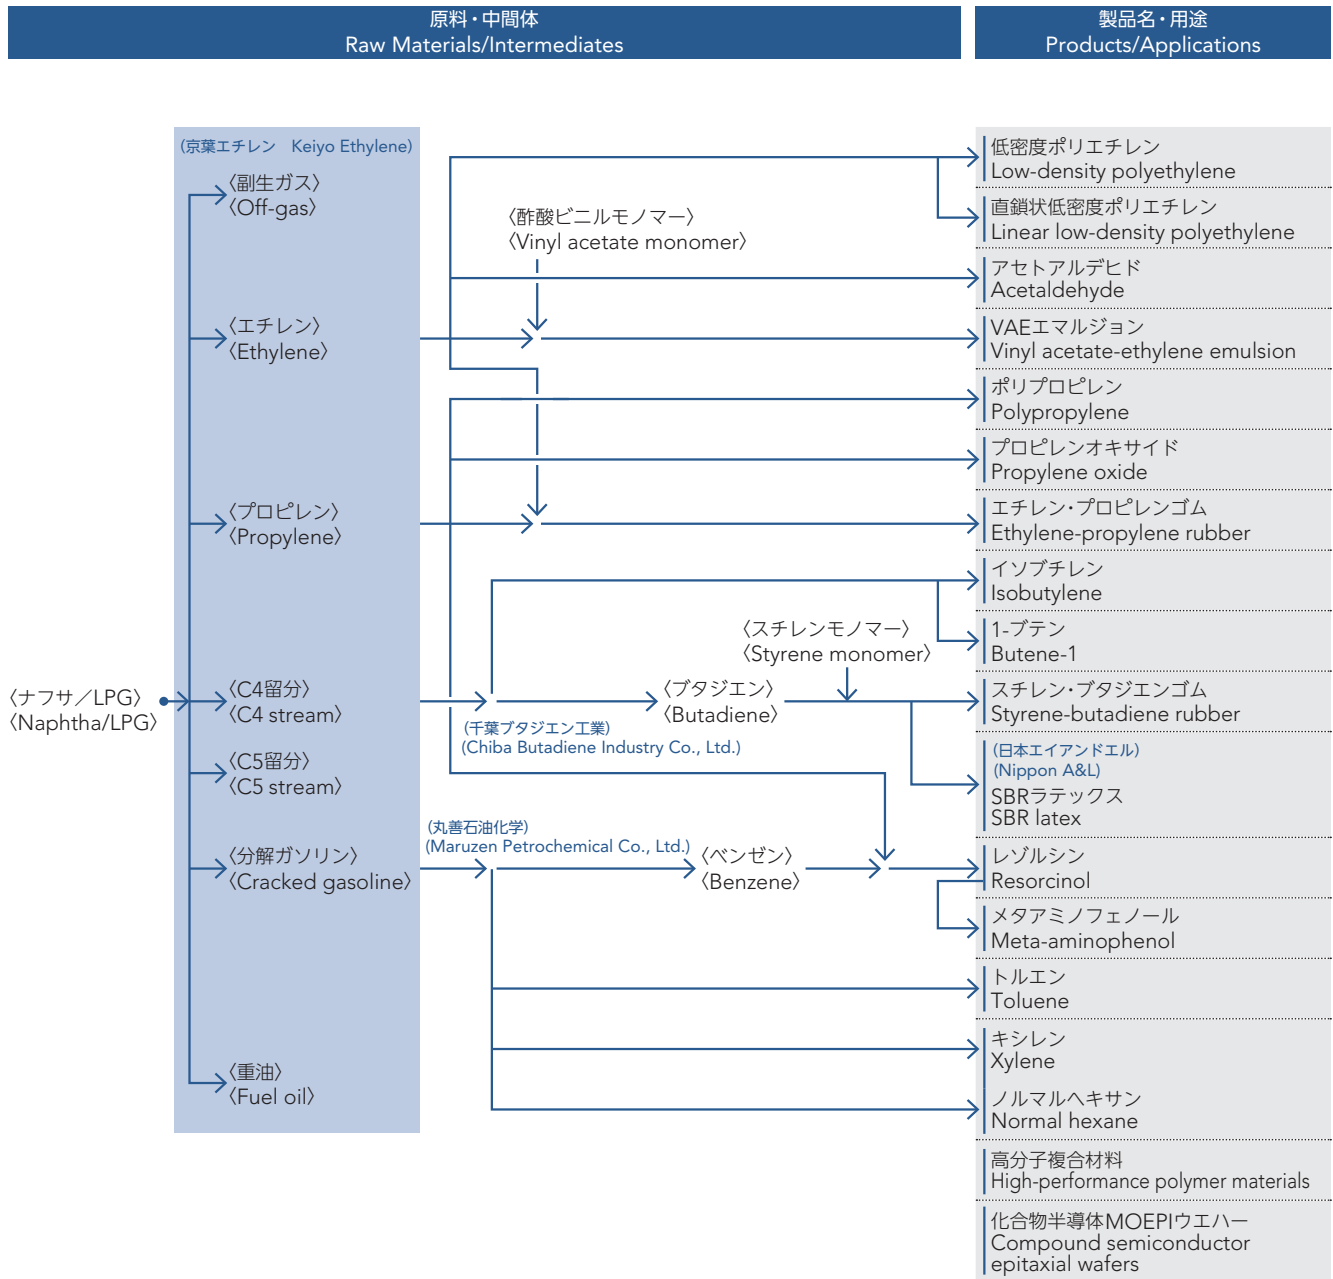 原料・中間体
Raw Materials/Intermediates
製品名・用途
Products/Applications
(京葉エチレン　Keiyo Ethylene)
〈副生ガス〉
〈Off-gas〉
〈酢酸ビニルモノマー〉
〈Vinyl acetate monomer〉
〈エチレン〉
〈Ethylene〉
〈プロピレン〉
〈Propylene〉
〈スチレンモノマー〉
〈Styrene monomer〉
〈ナフサ／LPG〉
〈Naphtha/LPG〉
〈C4留分〉
〈C4 stream〉
〈ブタジエン〉
〈Butadiene〉
(千葉ブタジエン工業)
(Chiba Butadiene Industry Co., Ltd.)
〈C5留分〉
〈C5 stream〉
(丸善石油化学)
(Maruzen Petrochemical Co., Ltd.)
〈分解ガソリン〉
〈Cracked gasoline〉
〈ベンゼン〉
〈Benzene〉
〈重油〉
〈Fuel oil〉
低密度ポリエチレン
Low-density polyethylene
直鎖状低密度ポリエチレン
Linear low-density polyethylene
アセトアルデヒド
Acetaldehyde
VAEエマルジョン
Vinyl acetate-ethylene emulsion
ポリプロピレン
Polypropylene
プロピレンオキサイド
Propylene oxide
エチレン・プロピレンゴム
Ethylene-propylene rubber
イソブチレン
Isobutylene
1-ブテン
Butene-1
スチレン・ブタジエンゴム
Styrene-butadiene rubber
(日本エイアンドエル)
(Nippon A&L)
SBRラテックス
SBR latex
レゾルシン
Resorcinol
メタアミノフェノール
Meta-aminophenol
トルエン
Toluene
キシレン
Xylene
ノルマルヘキサン
Normal hexane
高分子複合材料
High-performance polymer materials
化合物半導体MOEPIウエハー
Compound semiconductor
epitaxial wafers